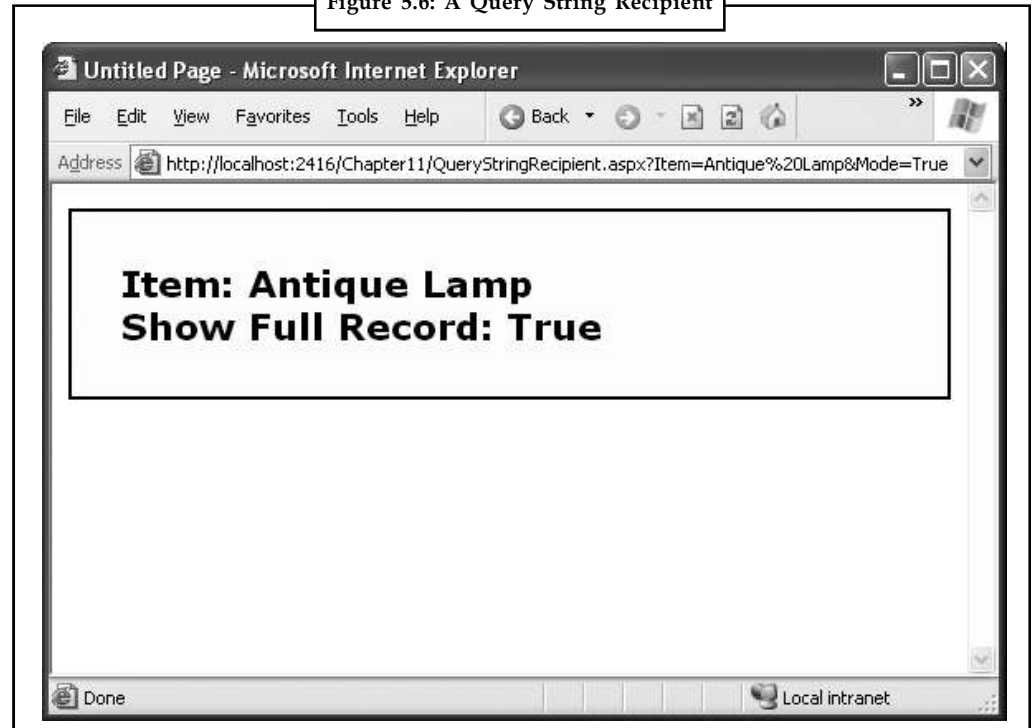 Figure 5.6: A Query String Recipient
Untitled Page - Microsoft Internet Explorer
File Edit View Favorites Tools Help Back »
Address http://localhost:2416/Chapter11/QueryStringRecipient.aspx?Item=Antique%20Lamp&Mode=True
Item: Antique Lamp
Show Full Record: True
Done Local intranet